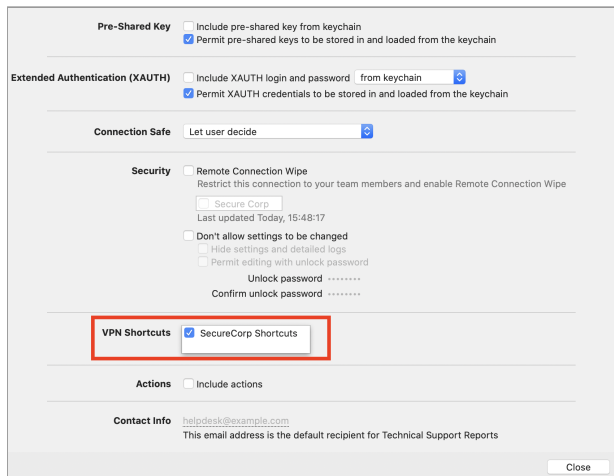 Pre-Shared Key
Include pre-shared key from keychain
Permit pre-shared keys to be stored in and loaded from the keychain
Extended Authentication (XAUTH)
Include XAUTH login and password from keychain
Permit XAUTH credentials to be stored in and loaded from the keychain
Connection Safe
Let user decide
Security
Remote Connection Wipe
Restrict this connection to your team members and enable Remote Connection Wipe
Secure Corp
Last updated Today, 15:48:17
Don't allow settings to be changed
Hide settings and detailed logs
Permit editing with unlock password
Unlock password ••••••••
Confirm unlock password ••••••••
VPN Shortcuts
SecureCorp Shortcuts
Actions
Include actions
Contact Info
helpdesk@example.com
This email address is the default recipient for Technical Support Reports
Close